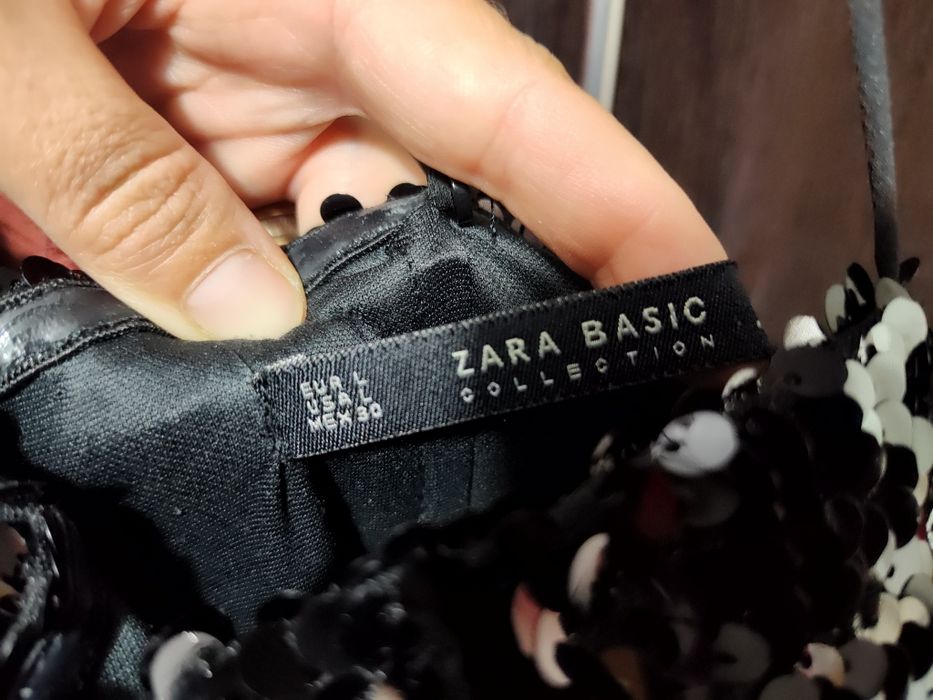 EUR L
USA L
MEX 30
ZARA BASIC
COLLECTION